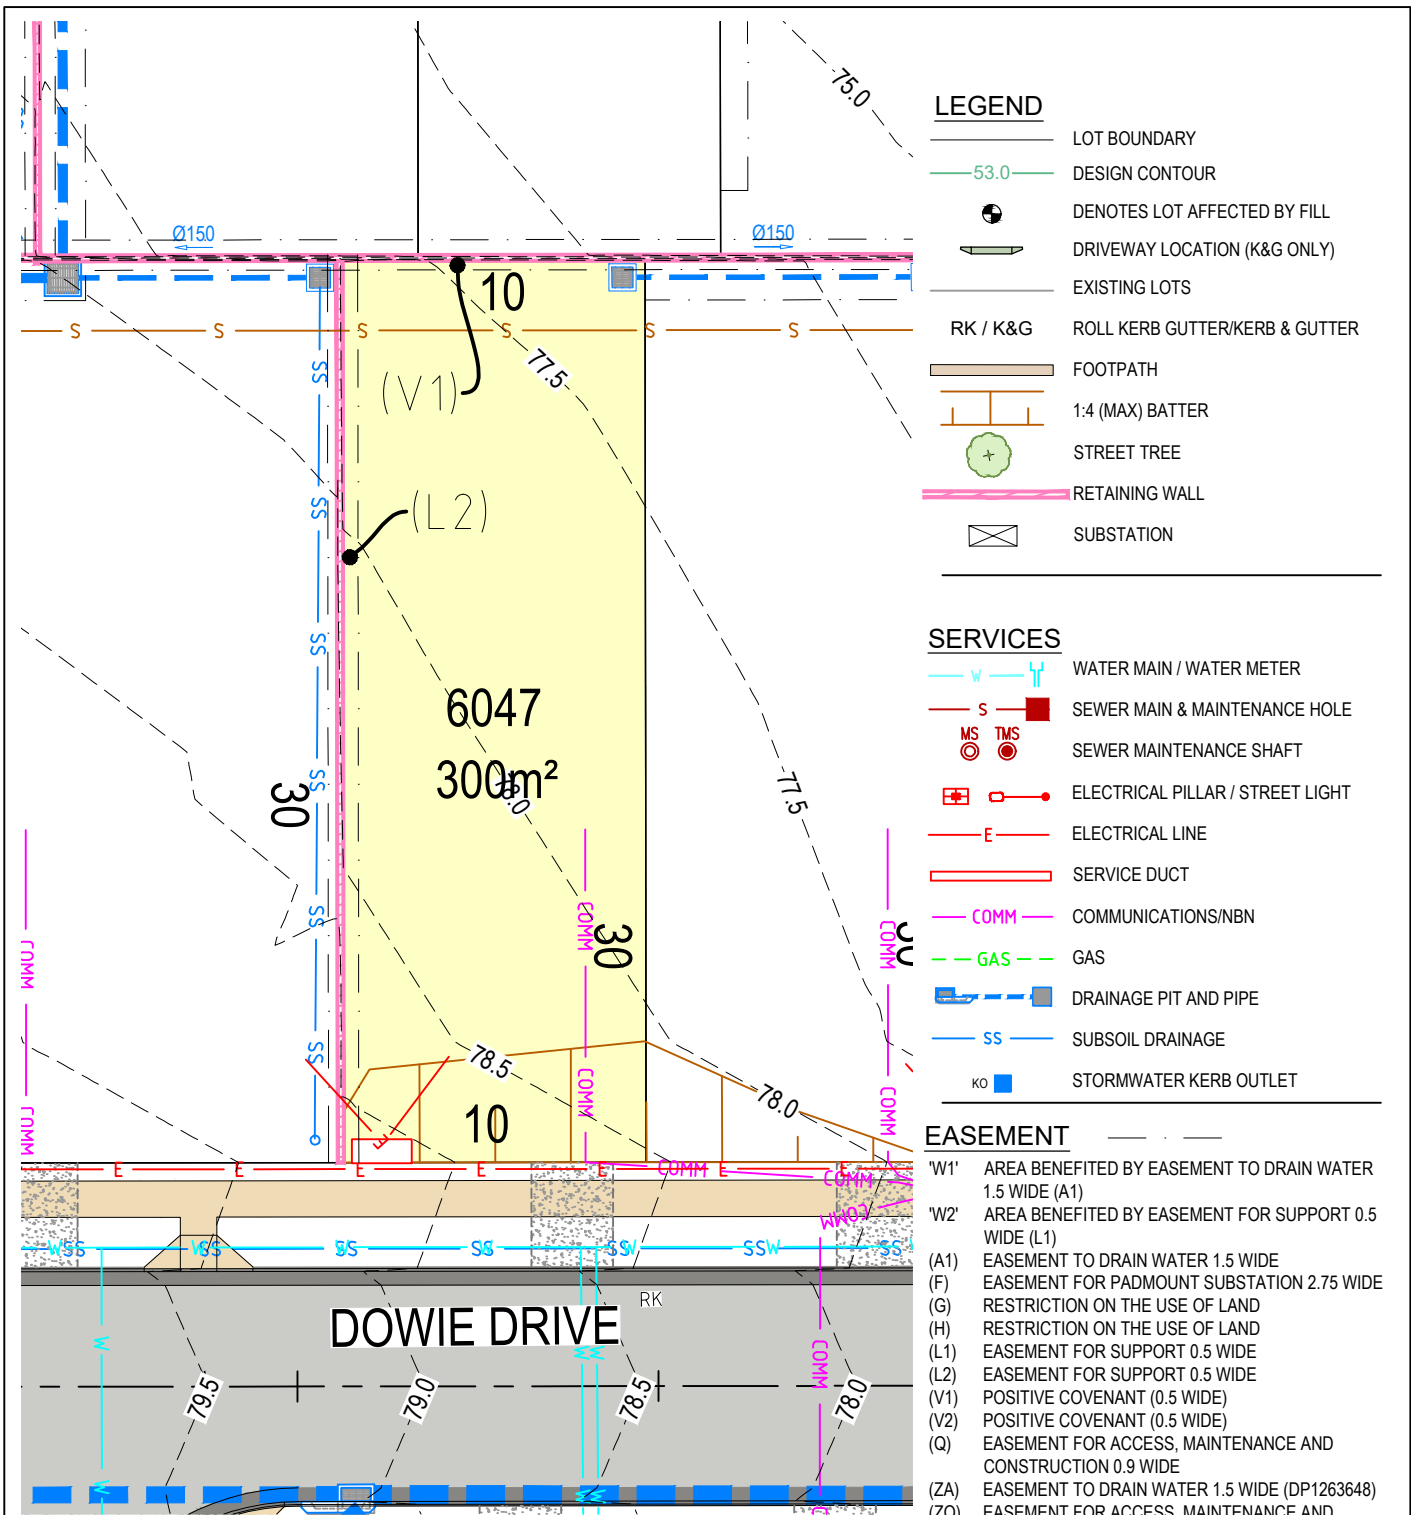 75.0
Ø150
Ø150
10
S S S S S S
77.5
(V1)
SS
(L2)
SS
SS
6047
300m²
78.0
30
SS
77.5
SS
COMM
COMM
30
COMM
SS
78.5
COMM
COMM
COMM
78.0
10
E
E E E E E E E
COMM
COMM
COMM
W SS W SS W SS SS W SS W SS W SS
RK
DOWIE DRIVE
W
W W
COMM
79.5
79.0
78.5
78.0
W
W W
LEGEND
LOT BOUNDARY
53.0 DESIGN CONTOUR
DENOTES LOT AFFECTED BY FILL
DRIVEWAY LOCATION (K&G ONLY)
EXISTING LOTS
RK / K&G ROLL KERB GUTTER/KERB & GUTTER
FOOTPATH
1:4 (MAX) BATTER
STREET TREE
RETAINING WALL
SUBSTATION
SERVICES
W WATER MAIN / WATER METER
S SEWER MAIN & MAINTENANCE HOLE
MS TMS
SEWER MAINTENANCE SHAFT
ELECTRICAL PILLAR / STREET LIGHT
E ELECTRICAL LINE
SERVICE DUCT
COMM COMMUNICATIONS/NBN
GAS GAS
DRAINAGE PIT AND PIPE
SS SUBSOIL DRAINAGE
KO STORMWATER KERB OUTLET
EASEMENT
'W1' AREA BENEFITED BY EASEMENT TO DRAIN WATER
1.5 WIDE (A1)
'W2' AREA BENEFITED BY EASEMENT FOR SUPPORT 0.5
WIDE (L1)
(A1) EASEMENT TO DRAIN WATER 1.5 WIDE
(F) EASEMENT FOR PADMOUNT SUBSTATION 2.75 WIDE
(G) RESTRICTION ON THE USE OF LAND
(H) RESTRICTION ON THE USE OF LAND
(L1) EASEMENT FOR SUPPORT 0.5 WIDE
(L2) EASEMENT FOR SUPPORT 0.5 WIDE
(V1) POSITIVE COVENANT (0.5 WIDE)
(V2) POSITIVE COVENANT (0.5 WIDE)
(Q) EASEMENT FOR ACCESS, MAINTENANCE AND
CONSTRUCTION 0.9 WIDE
(ZA) EASEMENT TO DRAIN WATER 1.5 WIDE (DP1263648)
EASEMENT FOR ACCESS, MAINTENANCE AND